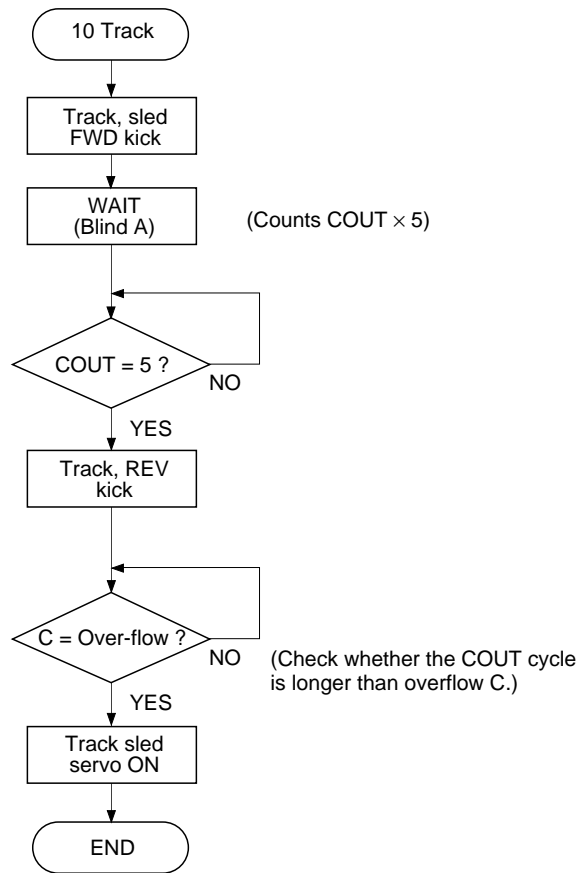 10 Track
Track, sled
FWD kick
WAIT
(Blind A)
(Counts COUT × 5)
COUT = 5 ?
NO
YES
Track, REV
kick
C = Over-flow ?
NO
(Check whether the COUT cycle
is longer than overflow C.)
YES
Track sled
servo ON
END